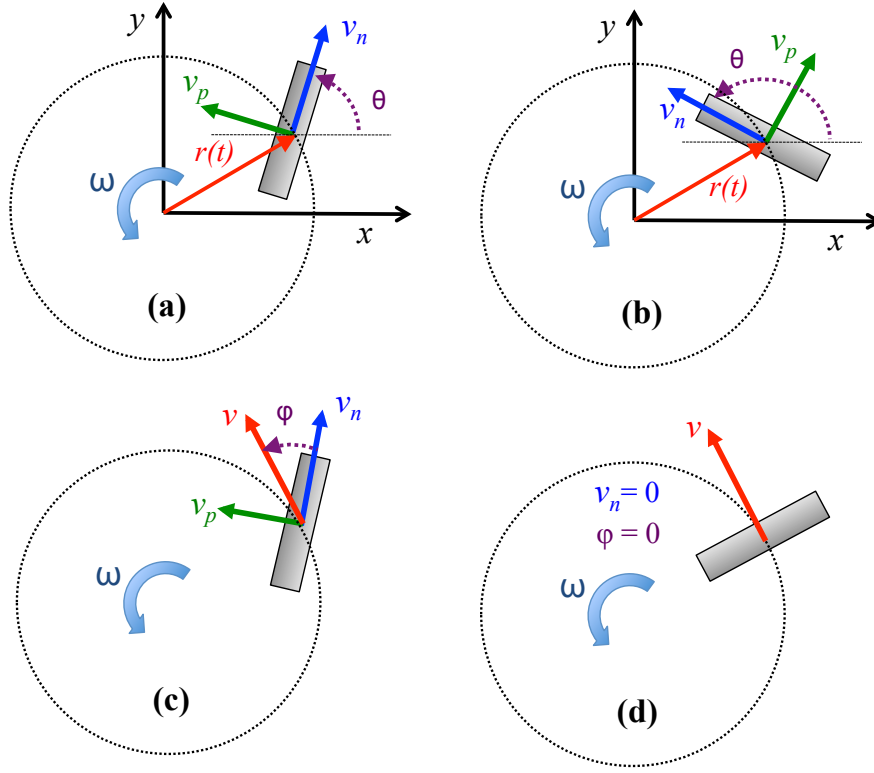 y
v_n
v_p
θ
r(t)
ω
x
(a)
y
θ
v_p
v_n
r(t)
ω
x
(b)
v
φ
v_n
v_p
ω
(c)
v
v_n = 0
φ = 0
ω
(d)